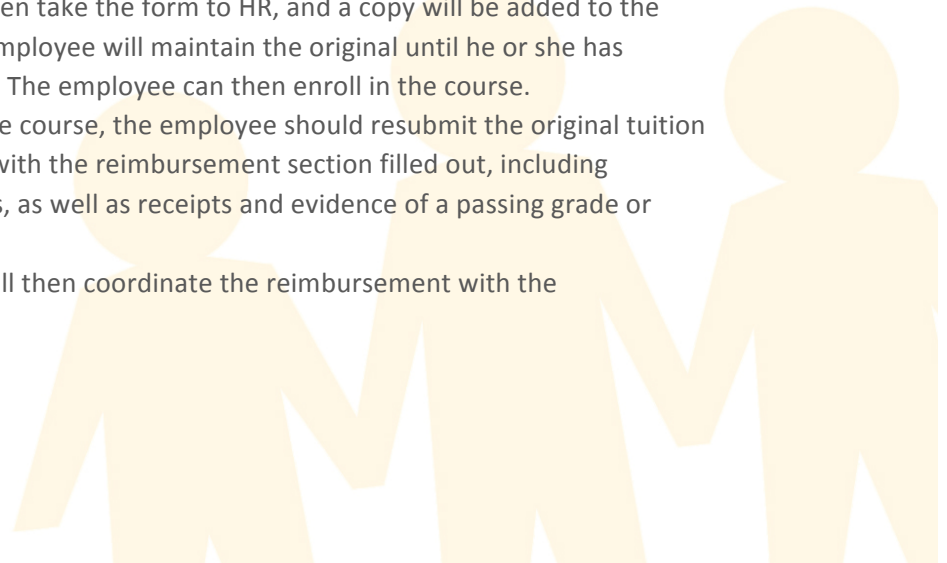 en take the form to HR, and a copy will be added to the
mployee will maintain the original until he or she has
The employee can then enroll in the course.
e course, the employee should resubmit the original tuition
with the reimbursement section filled out, including
s, as well as receipts and evidence of a passing grade or
ll then coordinate the reimbursement with the